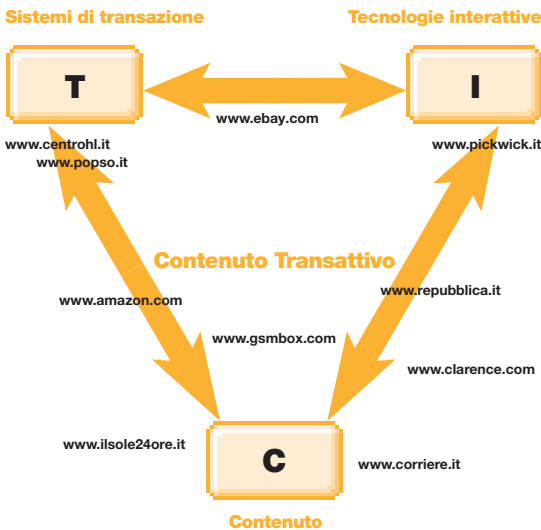 Sistemi di transazione
Tecnologie interattive
T
I
www.ebay.com
www.centrohl.it
www.popso.it
www.pickwick.it
Contenuto Transattivo
www.repubblica.it
www.amazon.com
www.gsmbox.com
www.clarence.com
www.ilsole24ore.it
C
www.corriere.it
Contenuto